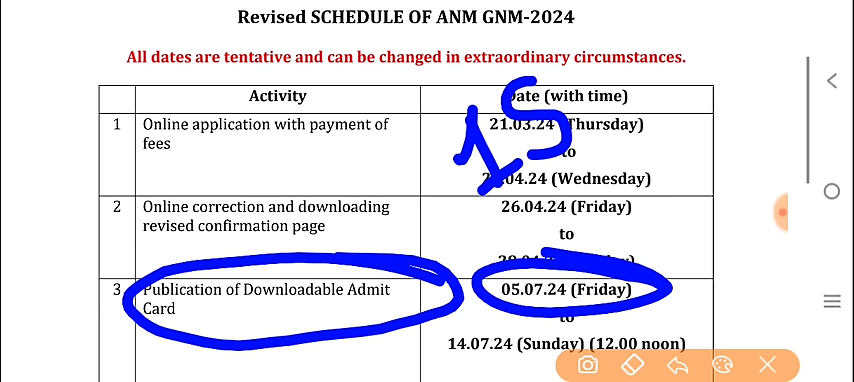 Revised SCHEDULE OF ANM GNM-2024
All dates are tentative and can be changed in extraordinary circumstances.
Activity
Date (with time)
1
Online application with payment of
fees
21.03.24 (Thursday)
to
.04.24 (Wednesday)
15
2
Online correction and downloading
revised confirmation page
26.04.24 (Friday)
to
3
Publication of Downloadable Admit
Card
05.07.24 (Friday)
to
14.07.24 (Sunday) (12.00 noon)